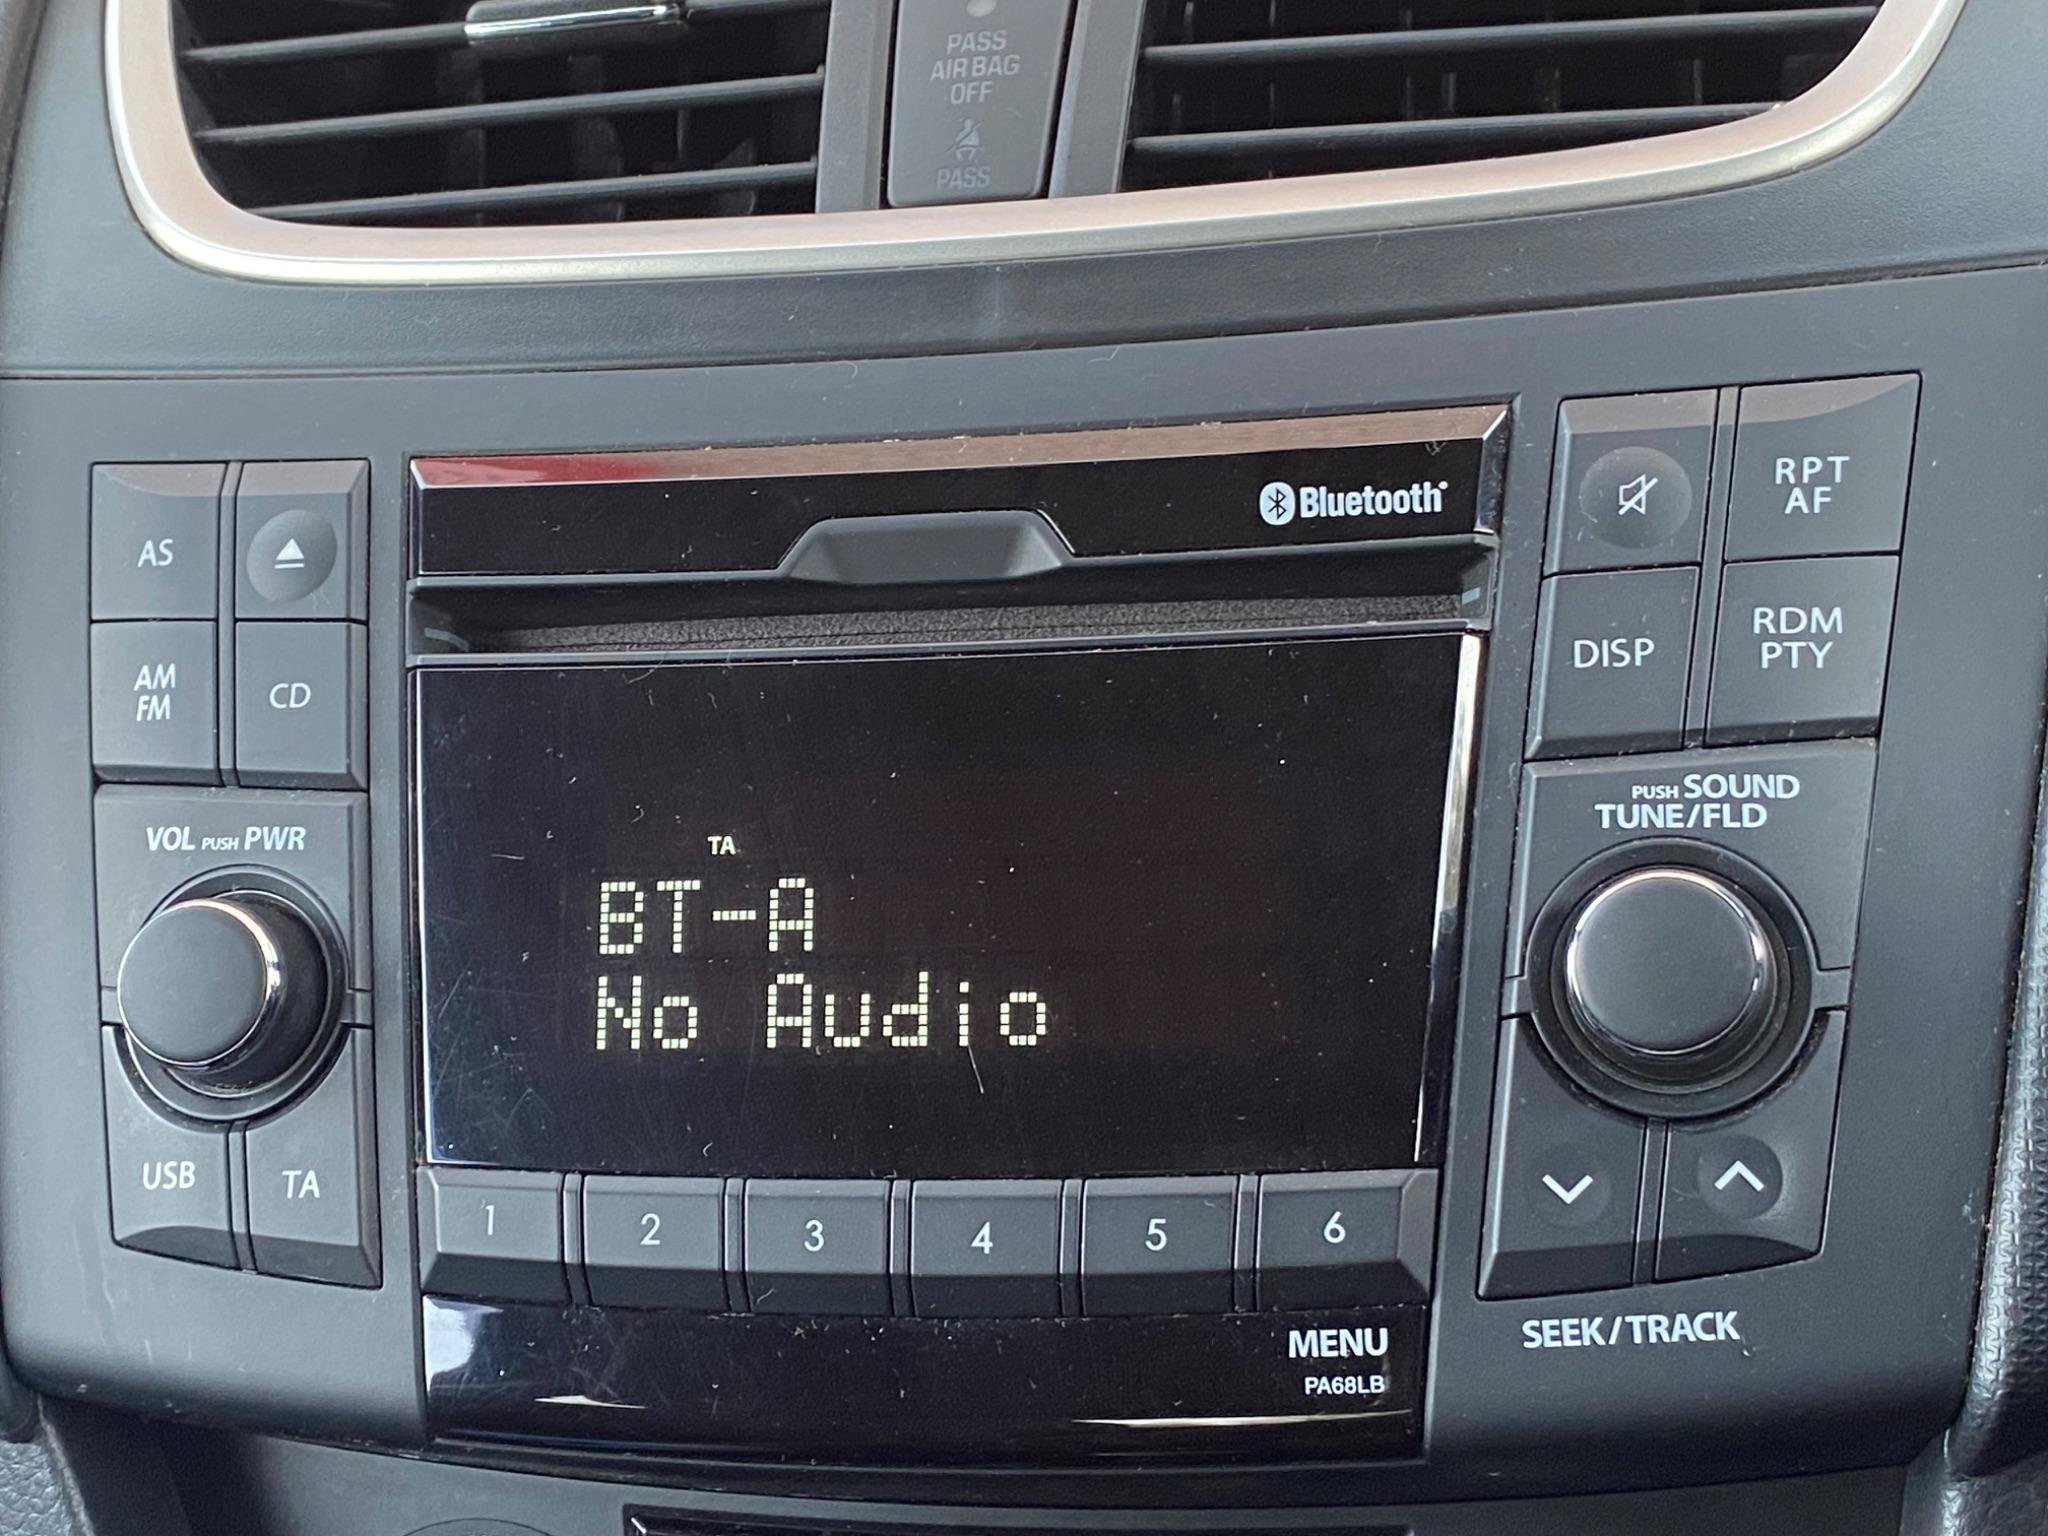 PASS
AIR BAG
OFF
PASS
Bluetooth
AS
AM
FM
CD
RPT
AF
DISP
RDM
PTY
VOL PUSH PWR
PUSH SOUND
TUNE/FLD
TA
BT-A
No Audio
USB
TA
1
2
3
4
5
6
MENU
PA68LB
SEEK/TRACK